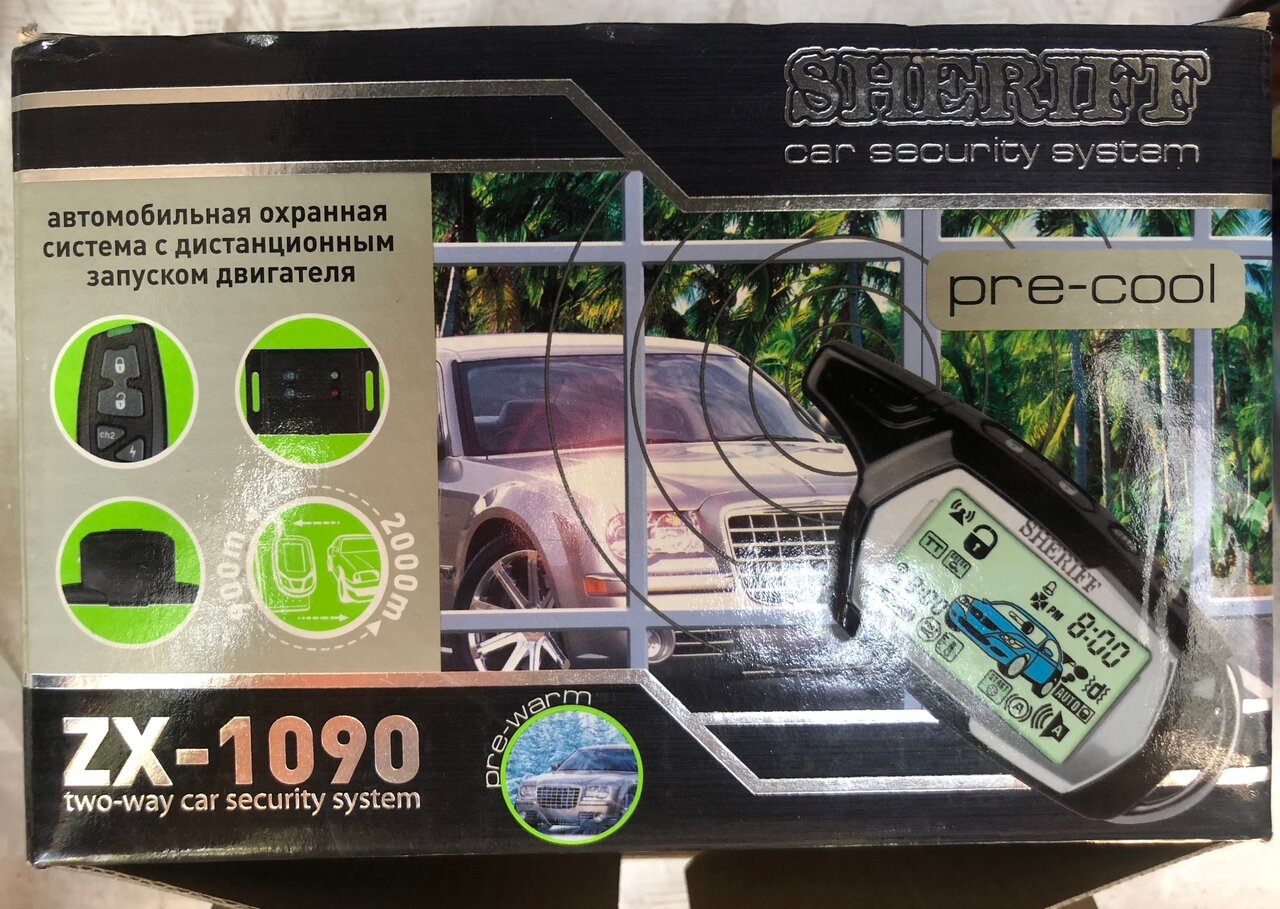 SHERIFF
car security system
автомобильная охранная
система с дистанционным
запуском двигателя
pre-cool
ch2
900m
2000m
SHERIFF
PM 8:00
AUTO
A
A
ZX-1090
two-way car security system
pre-warm